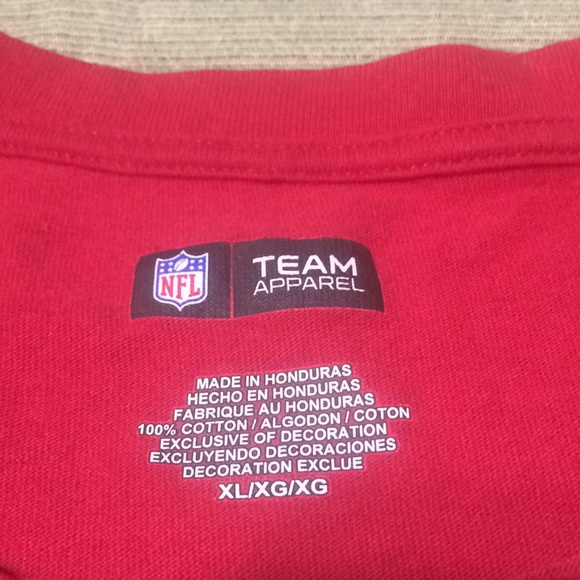 NFL
TEAM
APPAREL
MADE IN HONDURAS
HECHO EN HONDURAS
FABRIQUE AU HONDURAS
100% COTTON / ALGODON / COTON
EXCLUSIVE OF DECORATION
EXCLUYENDO DECORACIONES
DECORATION EXCLUE
XL/XG/XG